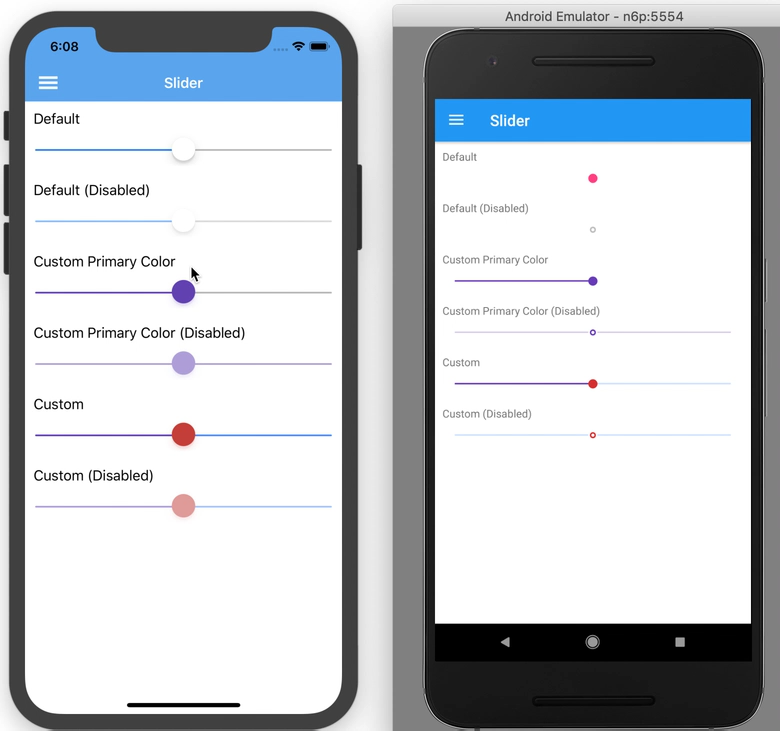 6:08
Slider
Default
Default (Disabled)
Custom Primary Color
Custom Primary Color (Disabled)
Custom
Custom (Disabled)
Android Emulator - n6p:5554
Slider
Default
Default (Disabled)
Custom Primary Color
Custom Primary Color (Disabled)
Custom
Custom (Disabled)